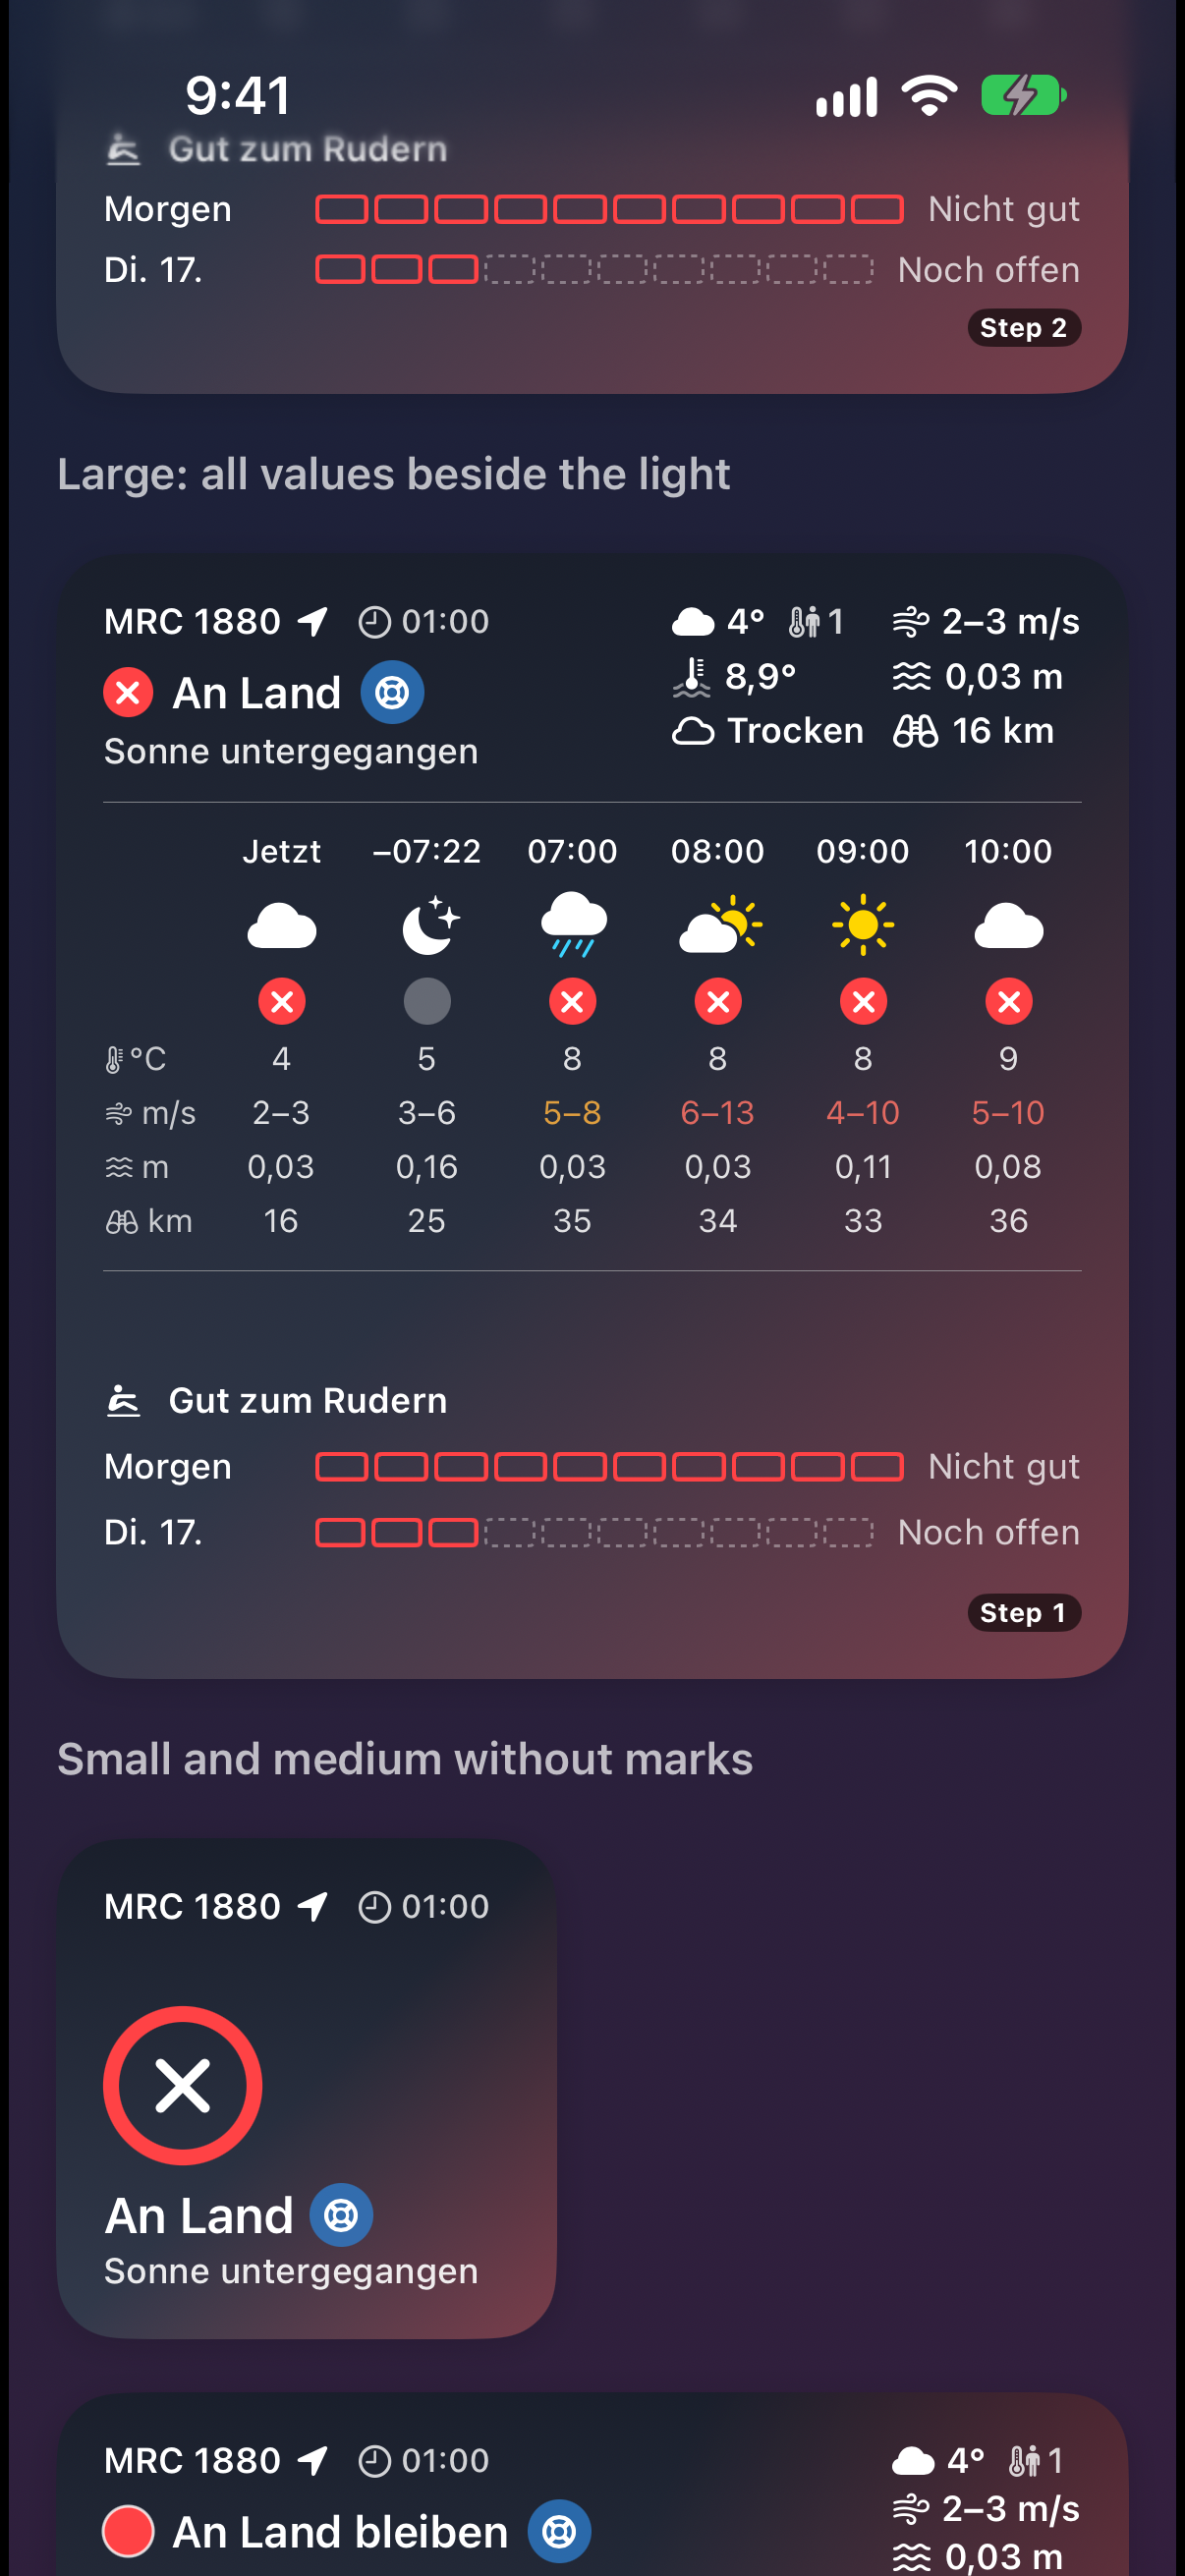 9:41
Gut zum Rudern
Morgen Nicht gut
Di. 17. Noch offen
Step 2
Large: all values beside the light
MRC 1880 01:00 4° 1 2–3 m/s
An Land 8,9° 0,03 m
Sonne untergegangen Trocken 16 km
Jetzt –07:22 07:00 08:00 09:00 10:00
°C 4 5 8 8 8 9
m/s 2–3 3–6 5–8 6–13 4–10 5–10
m 0,03 0,16 0,03 0,03 0,11 0,08
km 16 25 35 34 33 36
Gut zum Rudern
Morgen Nicht gut
Di. 17. Noch offen
Step 1
Small and medium without marks
MRC 1880 01:00
An Land
Sonne untergegangen
MRC 1880 01:00 4° 1
An Land bleiben 2–3 m/s
0,03 m